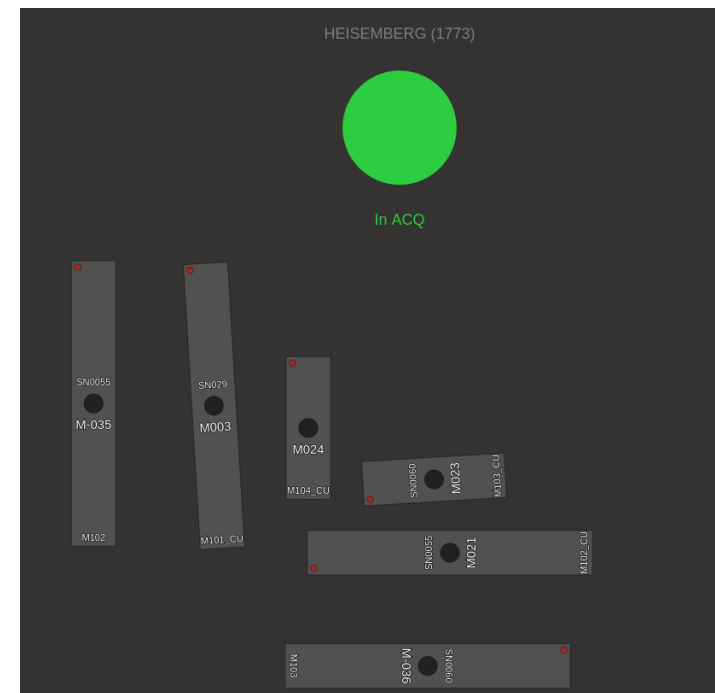 HEISEMBERG (1773)
In ACQ
SN0055
M-035
M102
SN029
M003
M101_CU
M024
M104_CU
SN0060
M023
M103_CU
SN0055
M021
M102_CU
M103
M-036
SN0060